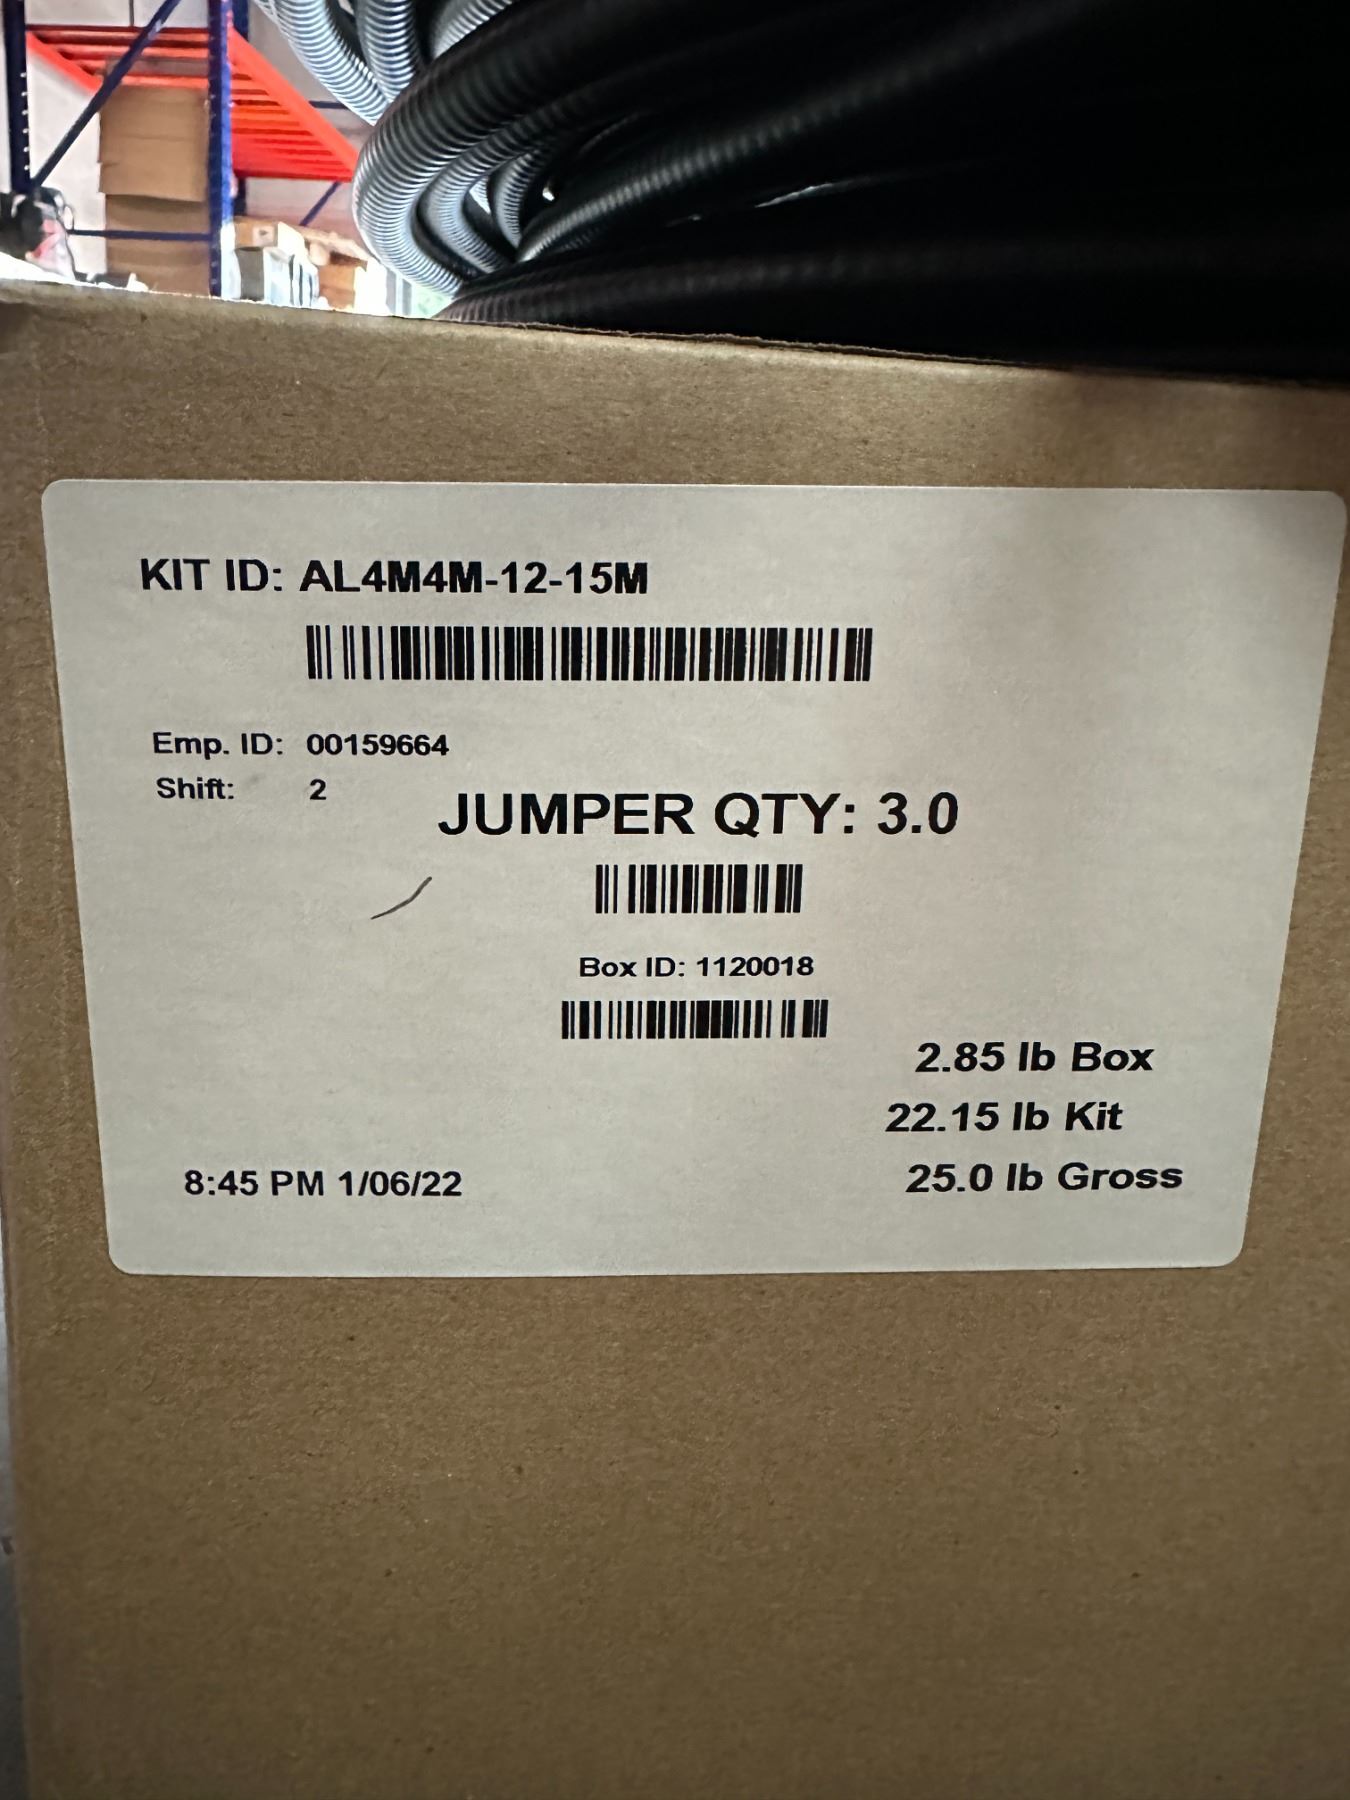 KIT ID: AL4M4M-12-15M
Emp. ID: 00159664
Shift: 2
JUMPER QTY: 3.0
Box ID: 1120018
2.85 lb Box
22.15 lb Kit
25.0 lb Gross
8:45 PM 1/06/22